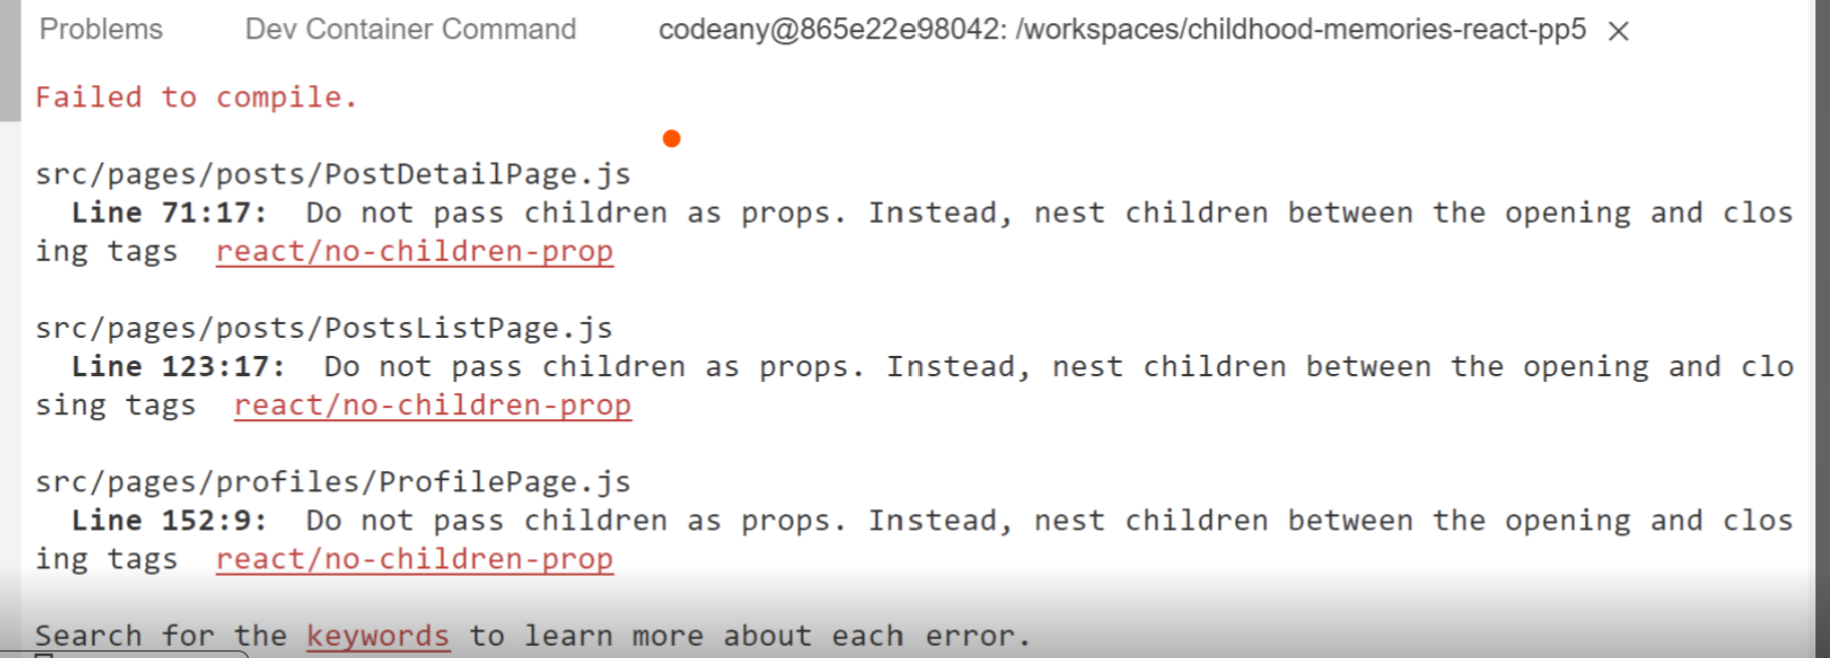 Problems Dev Container Command codeany@865e22e98042: /workspaces/childhood-memories-react-pp5 ×
Failed to compile.
src/pages/posts/PostDetailPage.js
Line 71:17: Do not pass children as props. Instead, nest children between the opening and clos
ing tags react/no-children-prop
src/pages/posts/PostsListPage.js
Line 123:17: Do not pass children as props. Instead, nest children between the opening and clo
sing tags react/no-children-prop
src/pages/profiles/ProfilePage.js
Line 152:9: Do not pass children as props. Instead, nest children between the opening and clos
ing tags react/no-children-prop
Search for the keywords to learn more about each error.